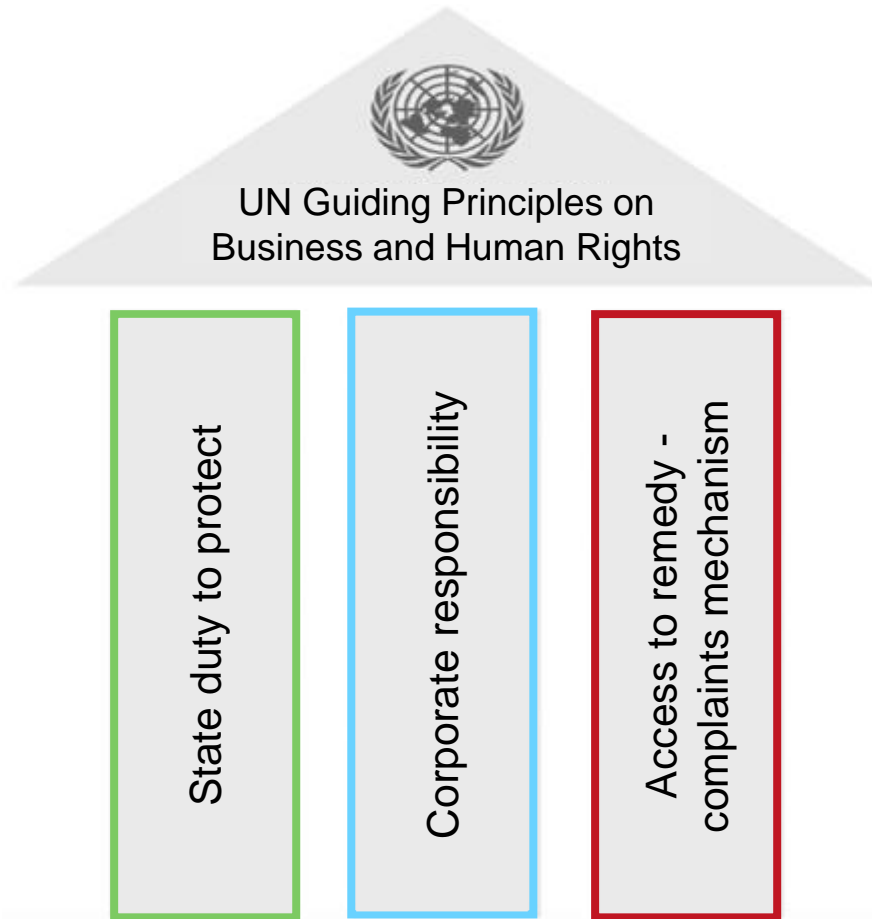 UN Guiding Principles on
Business and Human Rights
State duty to protect
Corporate responsibility
Access to remedy -
complaints mechanism